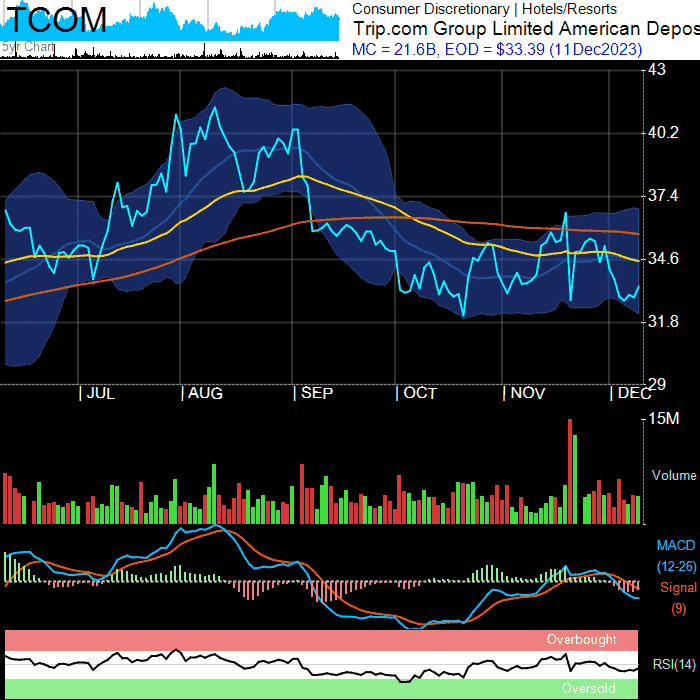 TCOM
5yr Chart
Consumer Discretionary | Hotels/Resorts
Trip.com Group Limited American Depos
MC = 21.6B, EOD = $33.39 (11Dec2023)
43
40.2
37.4
34.6
31.8
29
| JUL | AUG | SEP | OCT | NOV | DEC
15M
Volume
MACD
(12-26)
Signal
(9)
Overbought
RSI(14)
Oversold